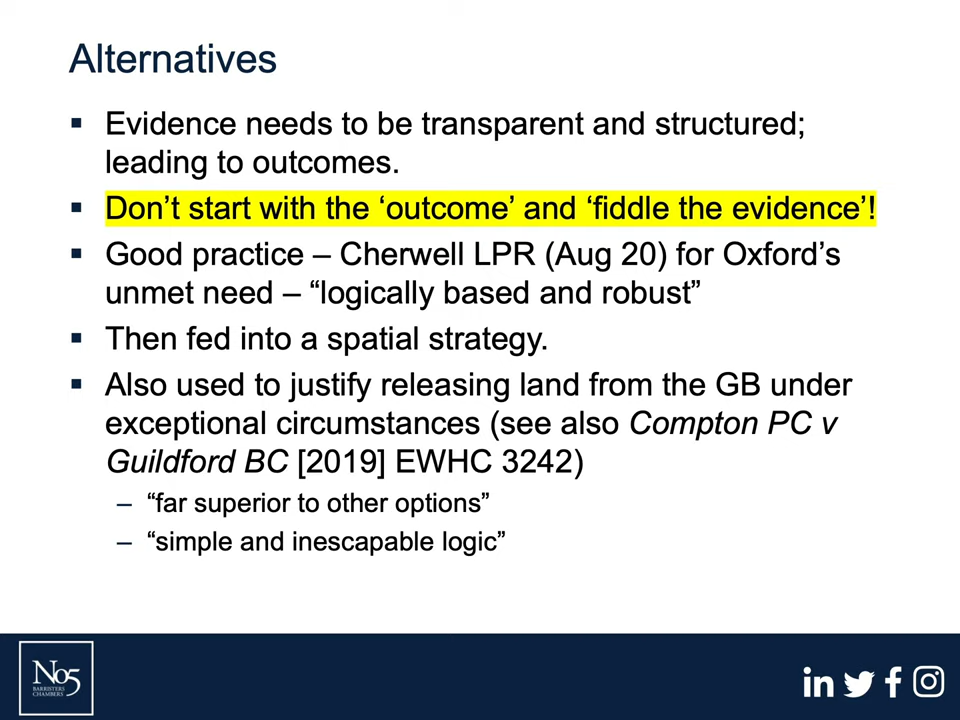 Alternatives
▪ Evidence needs to be transparent and structured;
leading to outcomes.
▪ Don’t start with the ‘outcome’ and ‘fiddle the evidence’!
▪ Good practice – Cherwell LPR (Aug 20) for Oxford’s
unmet need – “logically based and robust”
▪ Then fed into a spatial strategy.
▪ Also used to justify releasing land from the GB under
exceptional circumstances (see also Compton PC v
Guildford BC [2019] EWHC 3242)
– “far superior to other options”
– “simple and inescapable logic”
No5
BARRISTERS
CHAMBERS
in f